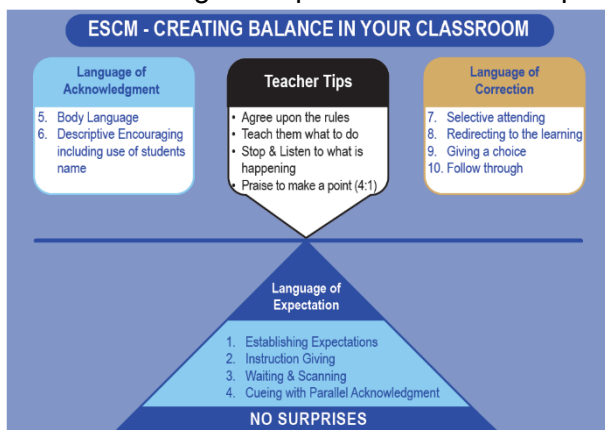 ESCM - CREATING BALANCE IN YOUR CLASSROOM
Language of
Acknowledgment
5. Body Language
6. Descriptive Encouraging
including use of students
name
Teacher Tips
• Agree upon the rules
• Teach them what to do
• Stop & Listen to what is
happening
• Praise to make a point (4:1)
Language of
Correction
7. Selective attending
8. Redirecting to the learning
9. Giving a choice
10. Follow through
Language of
Expectation
1. Establishing Expectations
2. Instruction Giving
3. Waiting & Scanning
4. Cueing with Parallel Acknowledgment
NO SURPRISES